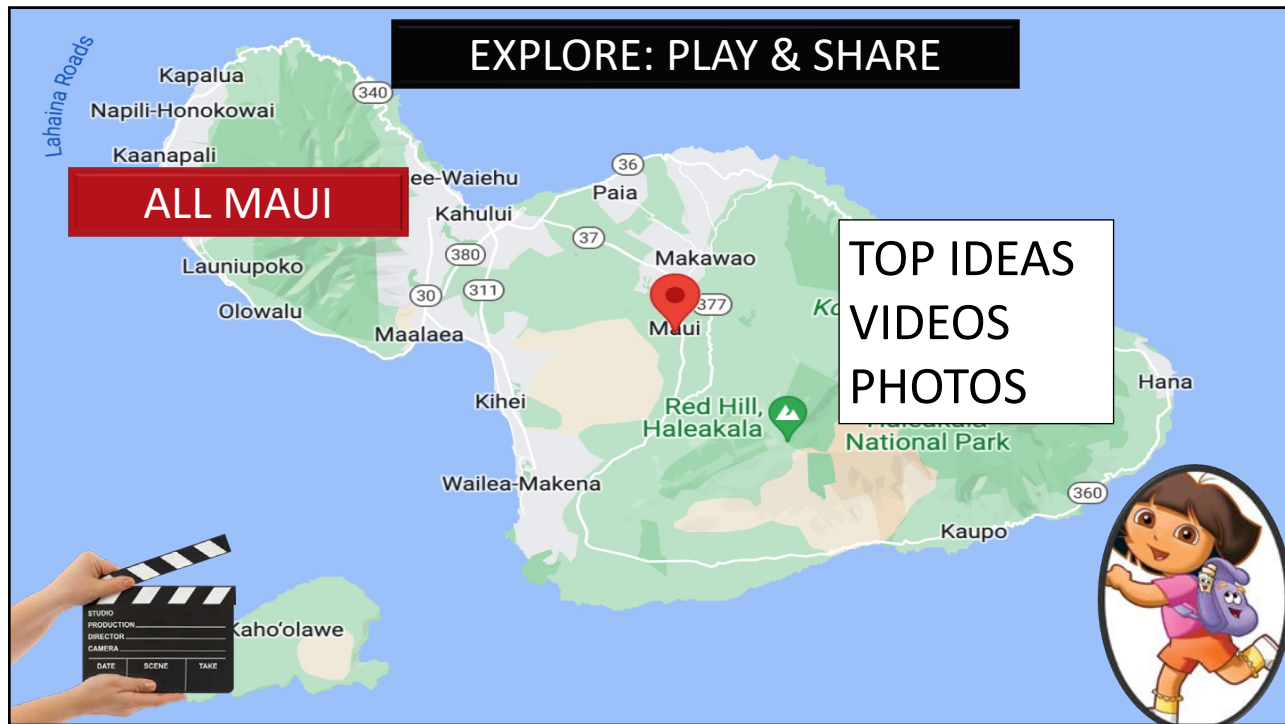 EXPLORE: PLAY & SHARE
Lahaina Roads
Kapalua
340
Napili-Honokowai
Kaanapali
36
ee-Waiehu
Paia
ALL MAUI
Kahului
37
380
Makawao
TOP IDEAS
VIDEOS
PHOTOS
Launiupoko
30
311
377
Olowalu
Maui
Maalaea
Hana
Kihei
Red Hill,
Haleakala
National Park
Wailea-Makena
360
Kaupo
STUDIO
PRODUCTION
DIRECTOR
CAMERA
DATE SCENE TAKE
Kahoʻolawe